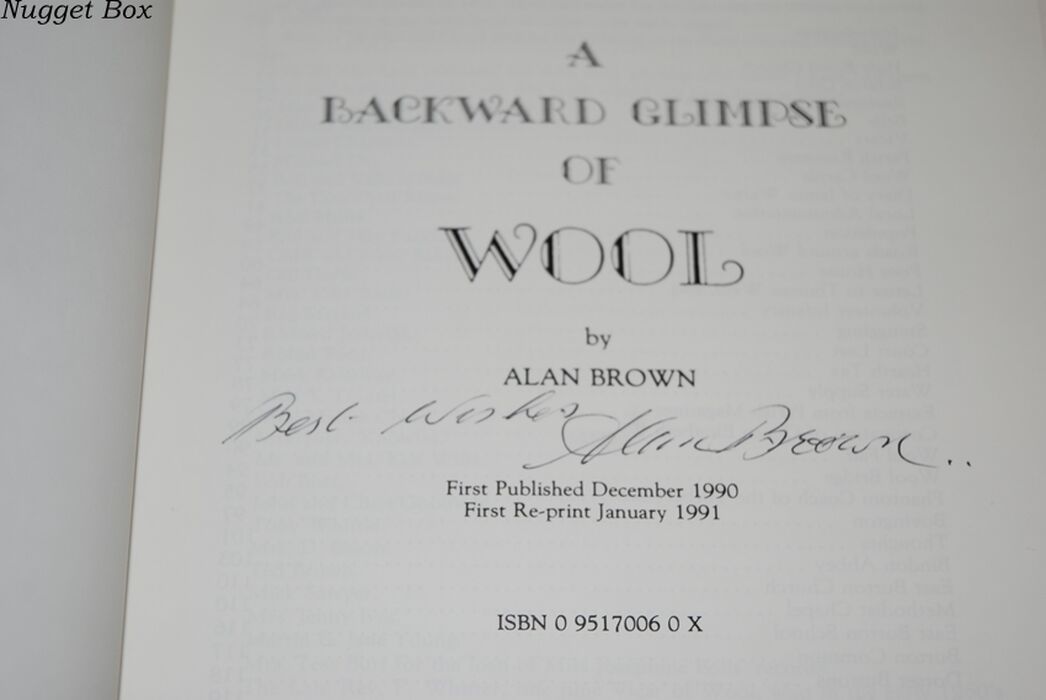 Nugget Box
A
BACKWARD GLIMPSE
OF
WOOL
by
ALAN BROWN
Best Wishes Alan Brown..
First Published December 1990
First Re-print January 1991
ISBN 0 9517006 0 X